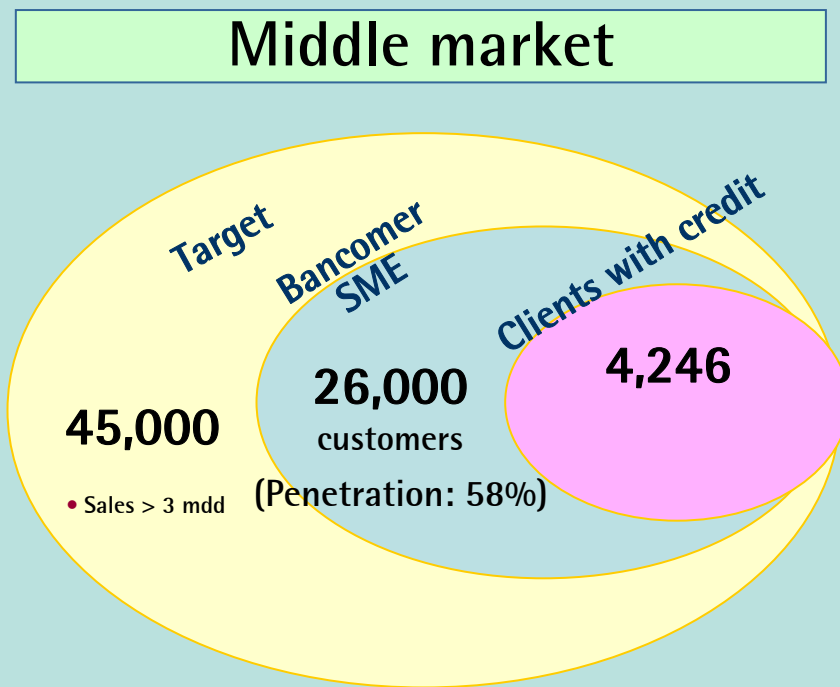 Middle market
Target
Bancomer
SME
Clients with credit
45,000
• Sales > 3 mdd
26,000
customers
(Penetration: 58%)
4,246